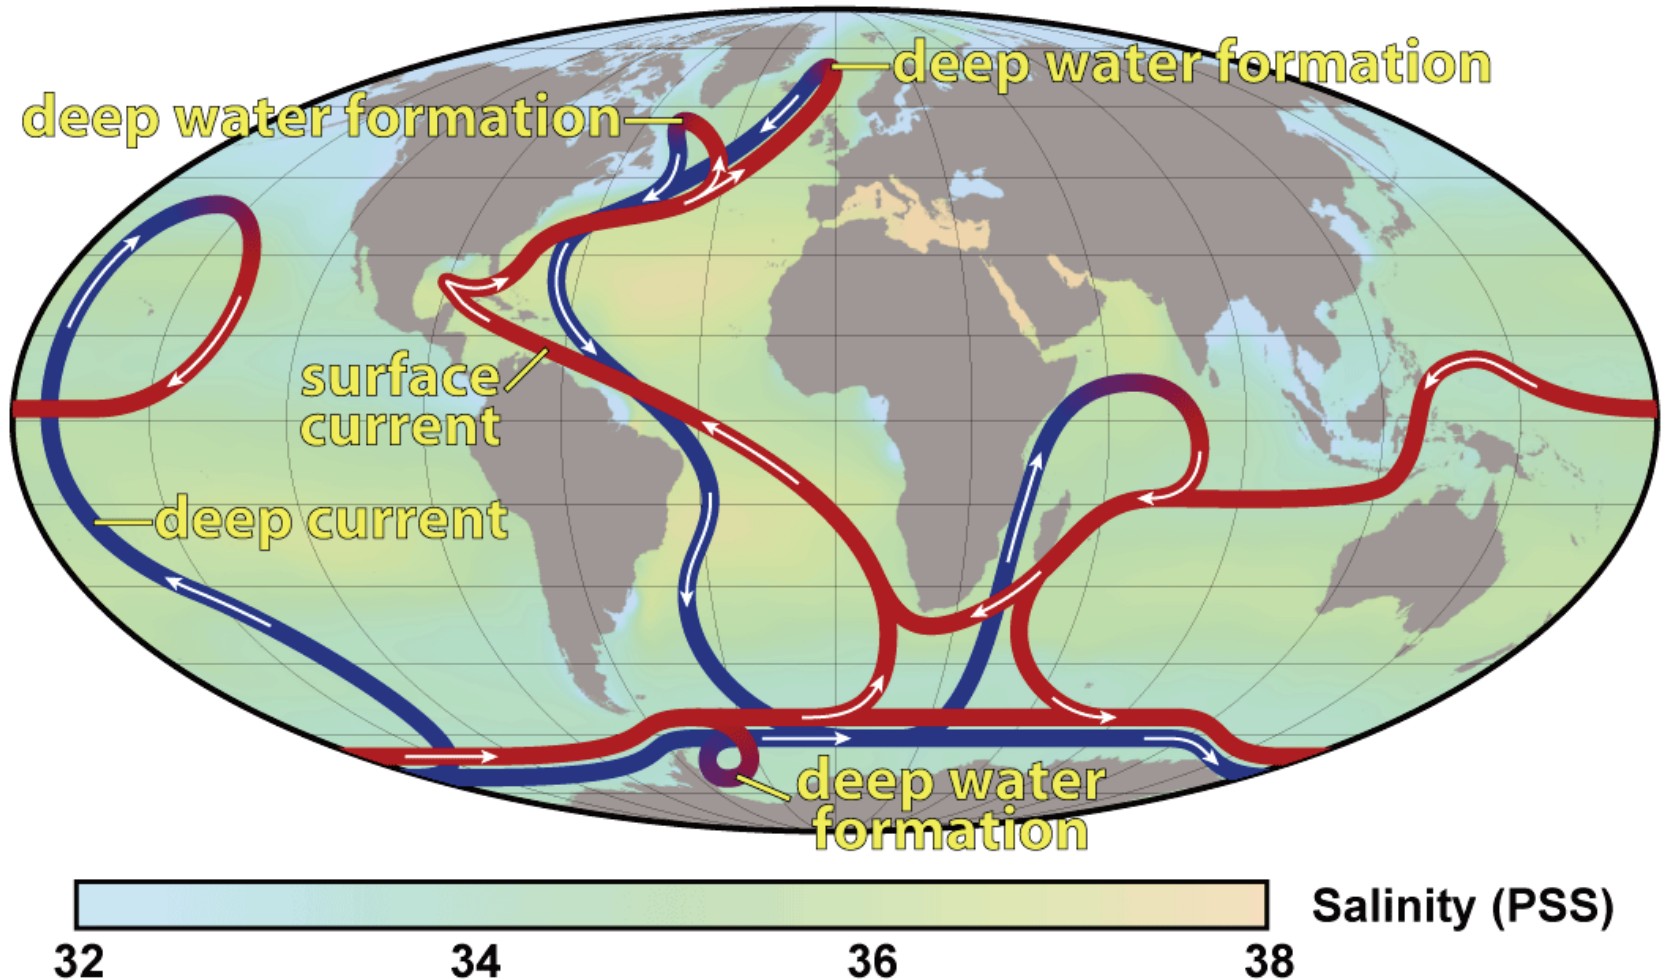 deep water formation
deep water formation
surface
current
deep current
deep water
formation
Salinity (PSS)
32 34 36 38